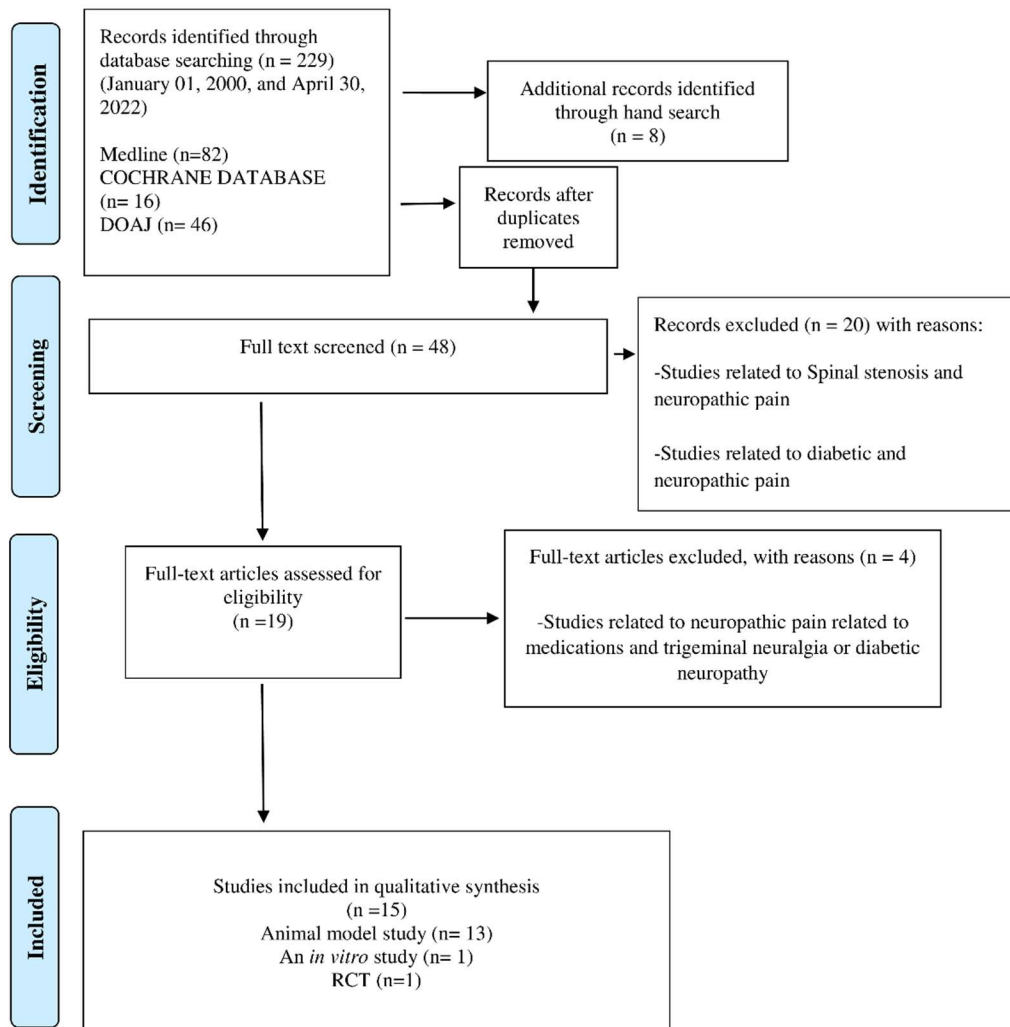 Identification
Records identified through
database searching (n = 229)
(January 01, 2000, and April 30,
2022)
Medline (n=82)
COCHRANE DATABASE
(n= 16)
DOAJ (n= 46)
Additional records identified
through hand search
(n = 8)
Records after
duplicates
removed
Screening
Full text screened (n = 48)
Records excluded (n = 20) with reasons:
-Studies related to Spinal stenosis and
neuropathic pain
-Studies related to diabetic and
neuropathic pain
Eligibility
Full-text articles assessed for
eligibility
(n =19)
Full-text articles excluded, with reasons (n = 4)
-Studies related to neuropathic pain related to
medications and trigeminal neuralgia or diabetic
neuropathy
Included
Studies included in qualitative synthesis
(n =15)
Animal model study (n= 13)
An in vitro study (n= 1)
RCT (n=1)